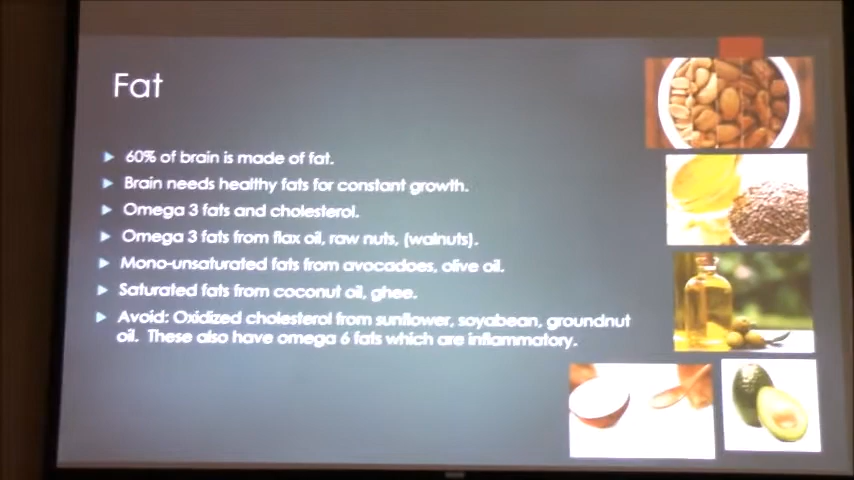 Fat
60% of brain is made of fat.
Brain needs healthy fats for constant growth.
Omega 3 fats and cholesterol.
Omega 3 fats from flax oil, raw nuts, (walnuts).
Mono-unsaturated fats from avocadoes, olive oil.
Saturated fats from coconut oil, ghee.
Avoid: Oxidized cholesterol from sunflower, soyabean, groundnut
oil. These also have omega 6 fats which are inflammatory.